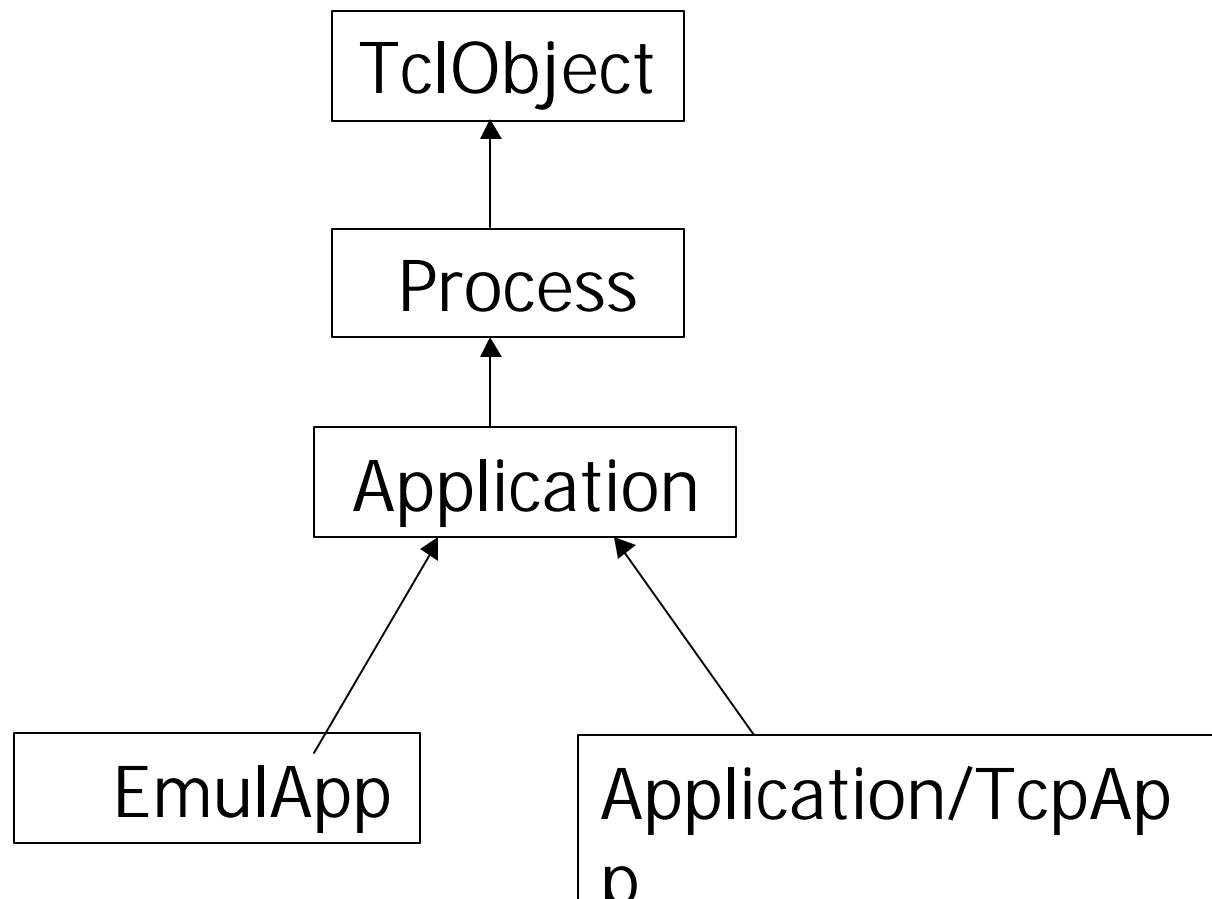 TclObject
Process
Application
EmulApp
Application/TcpAp
p